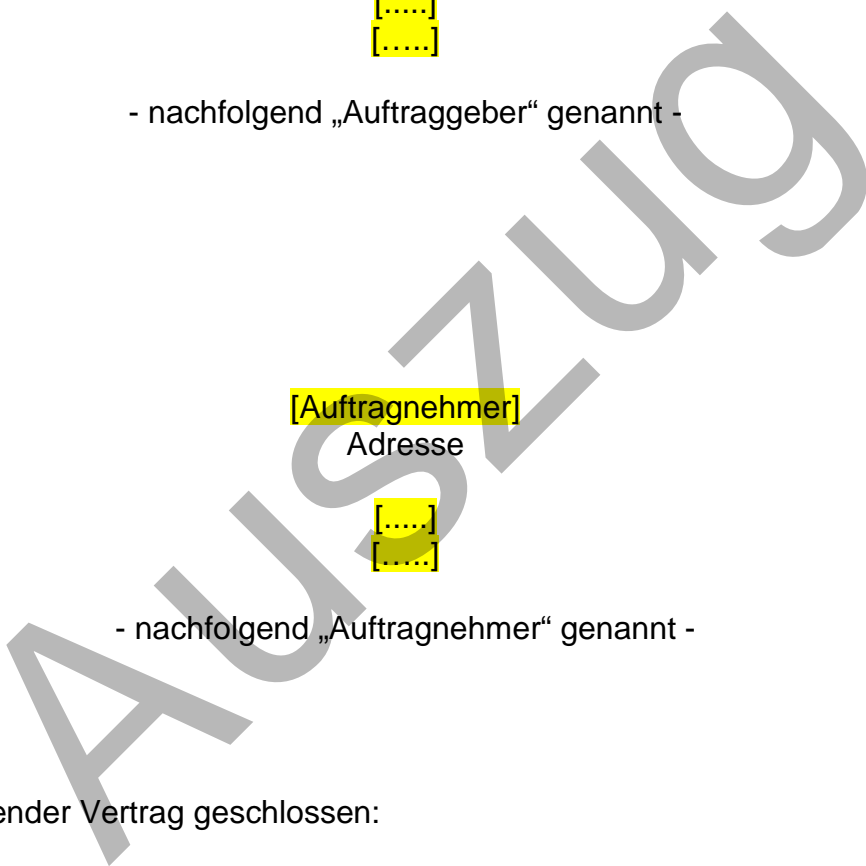 [.....]
[.....]
- nachfolgend „Auftraggeber“ genannt -
[Auftragnehmer]
Adresse
[.....]
[.....]
- nachfolgend „Auftragnehmer“ genannt -
ender Vertrag geschlossen:
Auszug